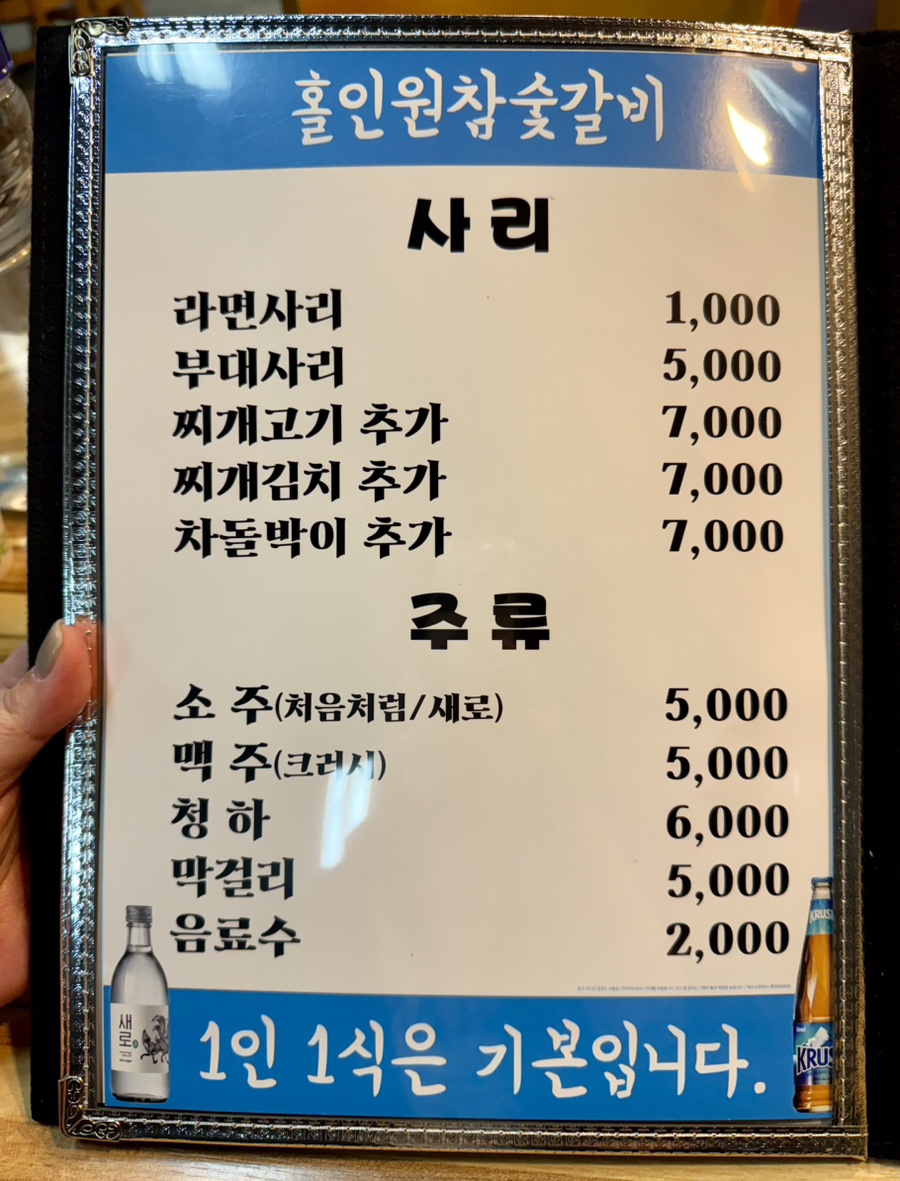 홀인원참숯갈비
사리
라면사리 1,000
부대사리 5,000
찌개고기 추가 7,000
찌개김치 추가 7,000
차돌박이 추가 7,000
주류
소 주(처음처럼/새로) 5,000
맥 주(크러시) 5,000
청 하 6,000
막걸리 5,000
음료수 2,000
새로
KRUSH
1인 1식은 기본입니다.